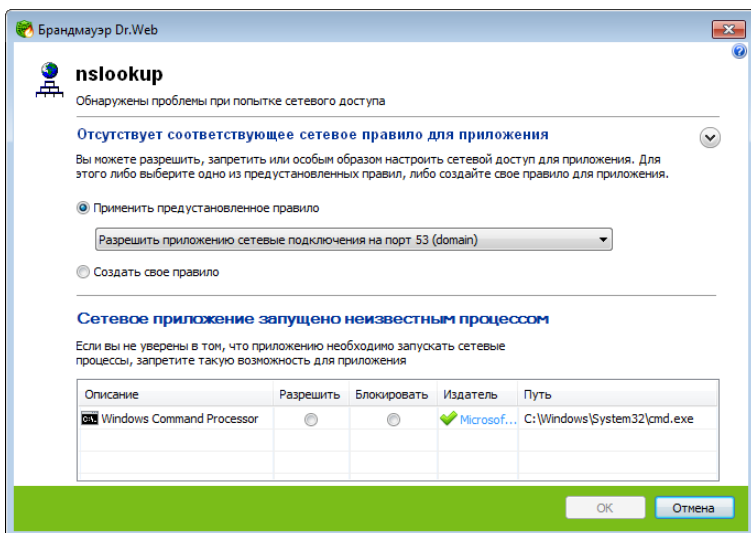 Брандмауэр Dr.Web
nslookup
Обнаружены проблемы при попытке сетевого доступа
Отсутствует соответствующее сетевое правило для приложения
Вы можете разрешить, запретить или особым образом настроить сетевой доступ для приложения. Для
этого либо выберите одно из предустановленных правил, либо создайте свое правило для приложения.
Применить предустановленное правило
Разрешить приложению сетевые подключения на порт 53 (domain)
Создать свое правило
Сетевое приложение запущено неизвестным процессом
Если вы не уверены в том, что приложению необходимо запускать сетевые
процессы, запретите такую возможность для приложения
Описание Разрешить Блокировать Издатель Путь
Windows Command Processor Microsof... C:\Windows\System32\cmd.exe
OK Отмена